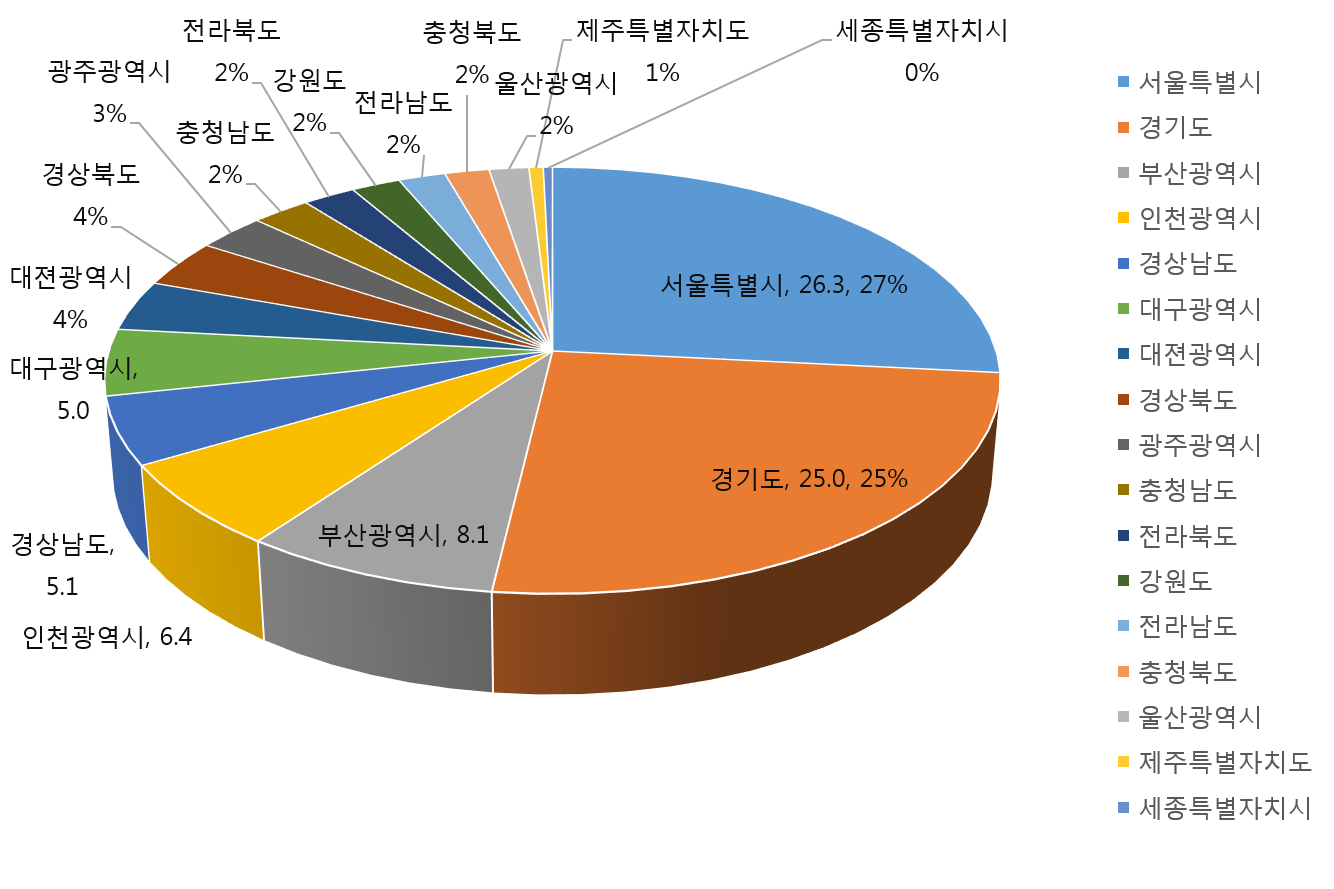 전라북도
2%
충청북도
2%
제주특별자치도
1%
세종특별자치시
0%
광주광역시
3%
강원도
2%
울산광역시
2%
전라남도
2%
충청남도
2%
경상북도
4%
대젼광역시
4%
대구광역시,
5.0
경상남도,
5.1
인천광역시, 6.4
부산광역시, 8.1
경기도, 25.0, 25%
서울특별시, 26.3, 27%
서울특별시
경기도
부산광역시
인천광역시
경상남도
대구광역시
대젼광역시
경상북도
광주광역시
충청남도
전라북도
강원도
전라남도
충청북도
울산광역시
제주특별자치도
세종특별자치시